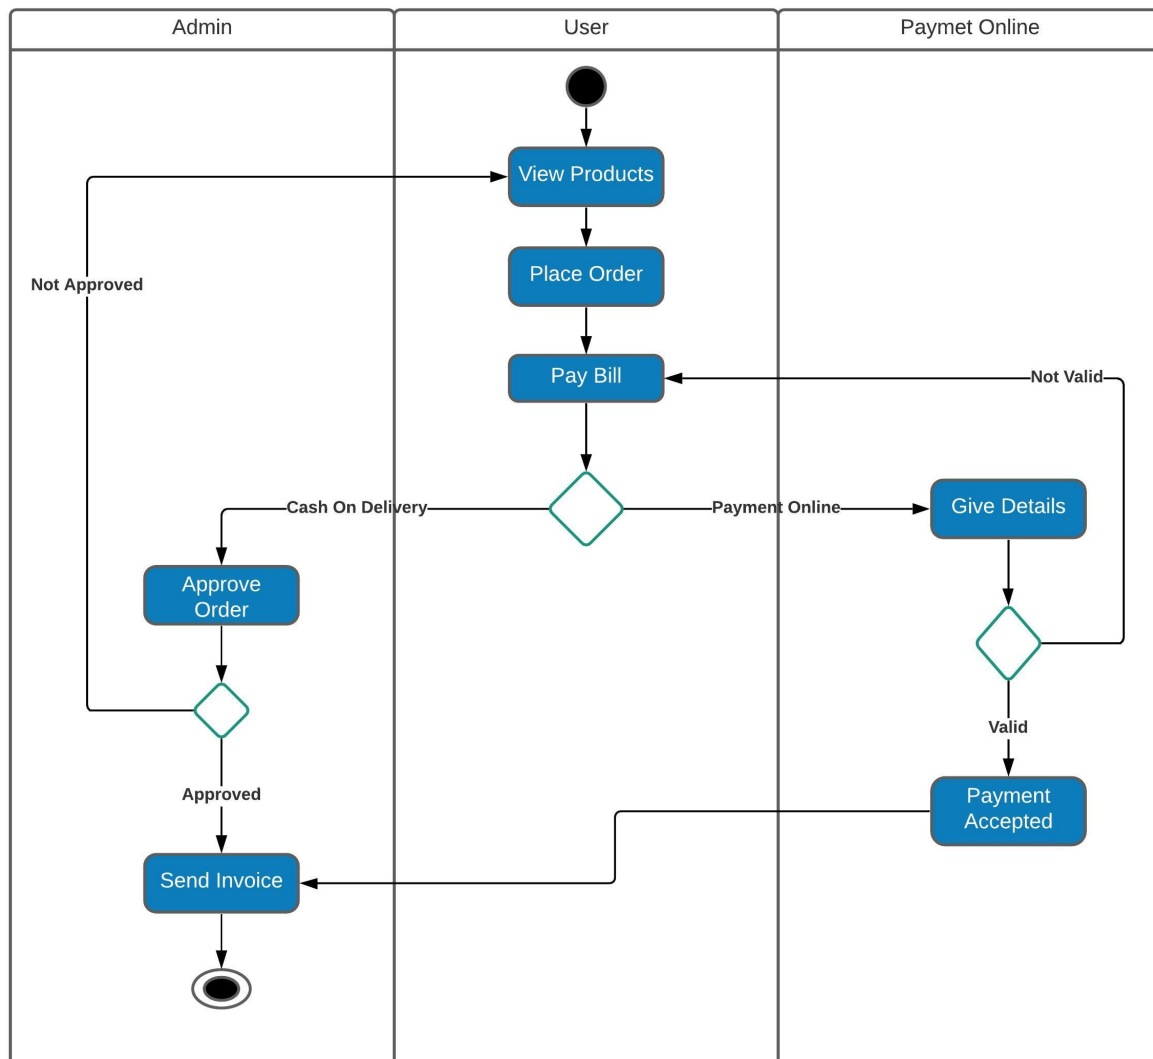 Admin
User
Paymet Online
View Products
Place Order
Not Approved
Pay Bill
Not Valid
Cash On Delivery
Payment Online
Give Details
Approve
Order
Valid
Approved
Payment
Accepted
Send Invoice